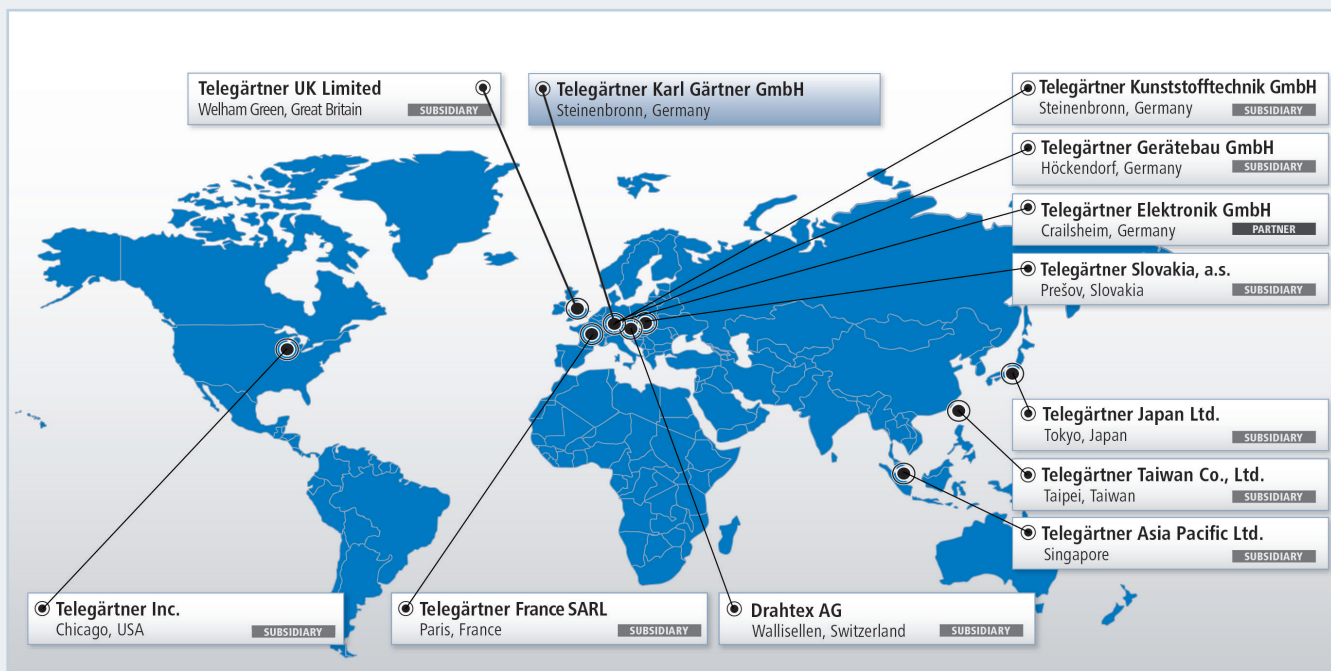 Telegärtner UK Limited
Welham Green, Great Britain
SUBSIDIARY
Telegärtner Karl Gärtner GmbH
Steinenbronn, Germany
Telegärtner Kunststofftechnik GmbH
Steinenbronn, Germany
SUBSIDIARY
Telegärtner Gerätebau GmbH
Höckendorf, Germany
SUBSIDIARY
Telegärtner Elektronik GmbH
Crailsheim, Germany
PARTNER
Telegärtner Slovakia, a.s.
Prešov, Slovakia
SUBSIDIARY
Telegärtner Japan Ltd.
Tokyo, Japan
SUBSIDIARY
Telegärtner Taiwan Co., Ltd.
Taipei, Taiwan
SUBSIDIARY
Telegärtner Asia Pacific Ltd.
Singapore
SUBSIDIARY
Telegärtner Inc.
Chicago, USA
SUBSIDIARY
Telegärtner France SARL
Paris, France
SUBSIDIARY
Drahtex AG
Wallisellen, Switzerland
SUBSIDIARY